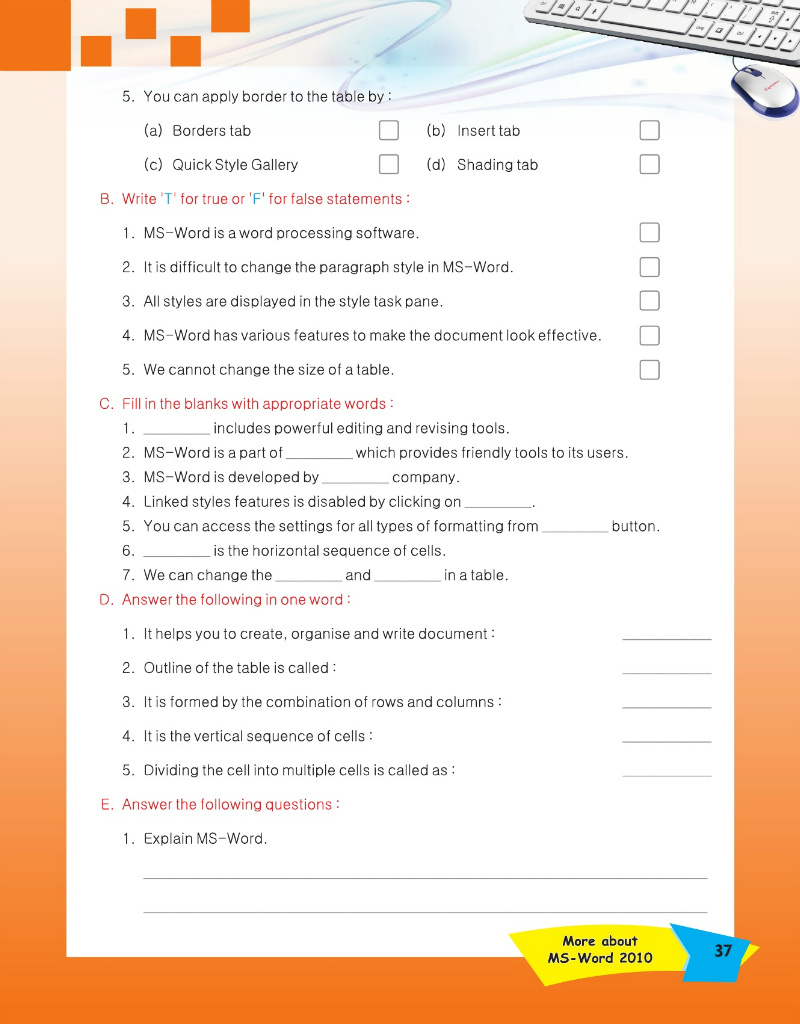 5. You can apply border to the table by :
(a) Borders tab (b) Insert tab
(c) Quick Style Gallery (d) Shading tab
B. Write 'T' for true or 'F' for false statements :
1. MS-Word is a word processing software.
2. It is difficult to change the paragraph style in MS-Word.
3. All styles are displayed in the style task pane.
4. MS-Word has various features to make the document look effective.
5. We cannot change the size of a table.
C. Fill in the blanks with appropriate words :
1. ________ includes powerful editing and revising tools.
2. MS-Word is a part of ________ which provides friendly tools to its users.
3. MS-Word is developed by ________ company.
4. Linked styles features is disabled by clicking on ________.
5. You can access the settings for all types of formatting from ________ button.
6. ________ is the horizontal sequence of cells.
7. We can change the ________ and ________ in a table.
D. Answer the following in one word :
1. It helps you to create, organise and write document : ________
2. Outline of the table is called : ________
3. It is formed by the combination of rows and columns : ________
4. It is the vertical sequence of cells : ________
5. Dividing the cell into multiple cells is called as : ________
E. Answer the following questions :
1. Explain MS-Word.
More about
MS-Word 2010
37